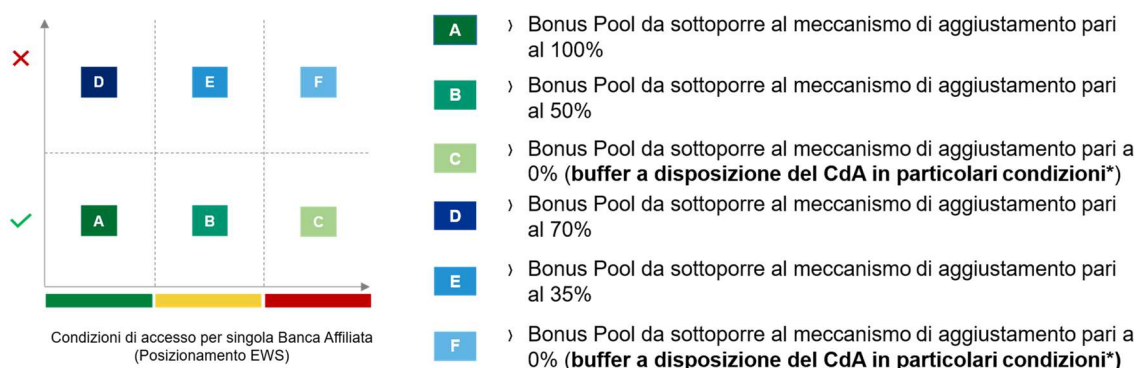 D
E
F
A
B
C
Condizioni di accesso per singola Banca Affiliata
(Posizionamento EWS)
A
› Bonus Pool da sottoporre al meccanismo di aggiustamento pari
al 100%
B
› Bonus Pool da sottoporre al meccanismo di aggiustamento pari
al 50%
C
› Bonus Pool da sottoporre al meccanismo di aggiustamento pari a
0% (buffer a disposizione del CdA in particolari condizioni*)
D
› Bonus Pool da sottoporre al meccanismo di aggiustamento pari
al 70%
E
› Bonus Pool da sottoporre al meccanismo di aggiustamento pari
al 35%
F
› Bonus Pool da sottoporre al meccanismo di aggiustamento pari a
0% (buffer a disposizione del CdA in particolari condizioni*)